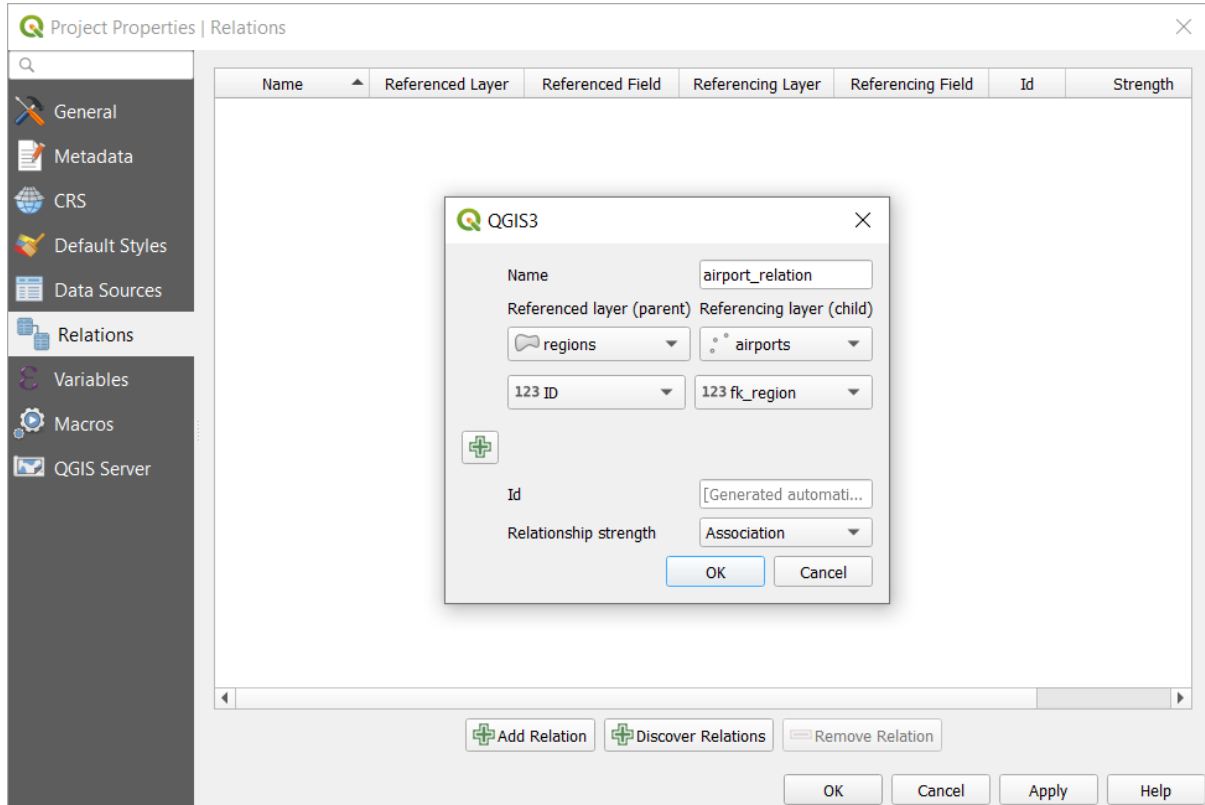 Project Properties | Relations
Name Referenced Layer Referenced Field Referencing Layer Referencing Field Id Strength
General
Metadata
CRS
Default Styles
Data Sources
Relations
Variables
Macros
QGIS Server
QGIS3
Name airport_relation
Referenced layer (parent) Referencing layer (child)
regions airports
123 ID 123 fk_region
Id [Generated automati...
Relationship strength Association
OK Cancel
Add Relation Discover Relations Remove Relation
OK Cancel Apply Help